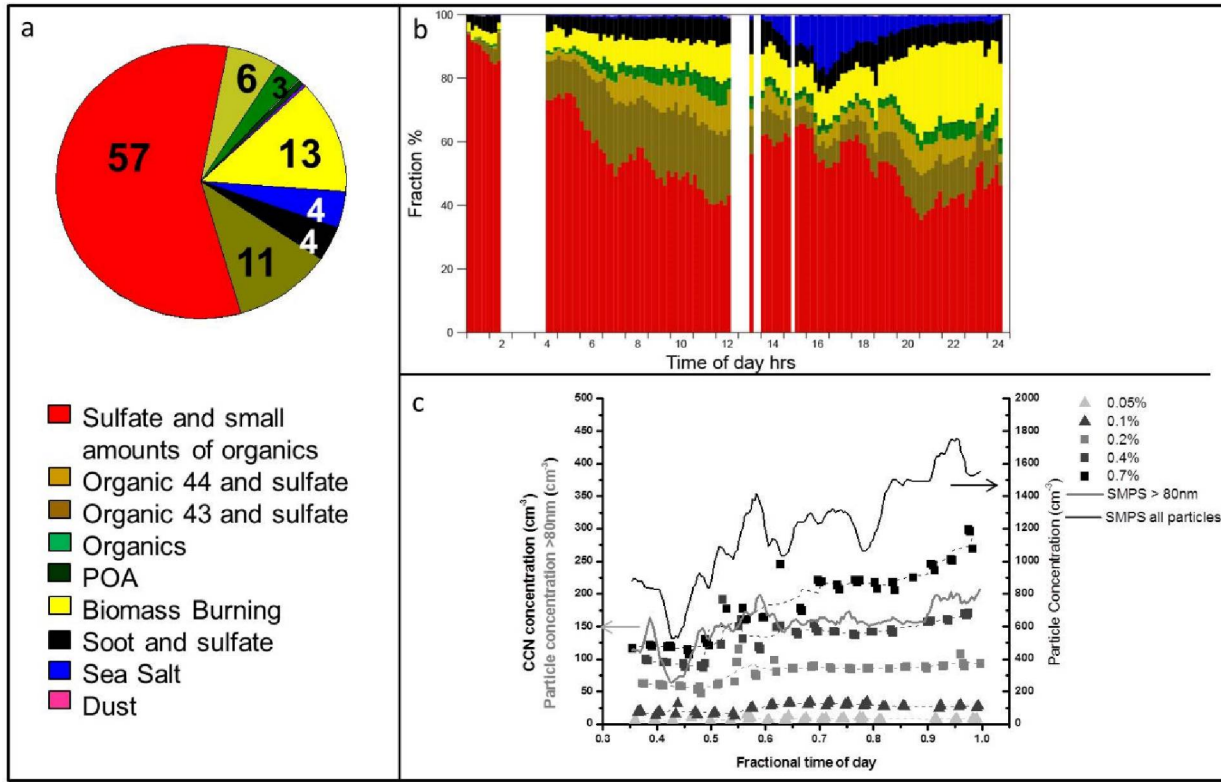 a
57
6
3
13
4
4
11
Sulfate and small
amounts of organics
Organic 44 and sulfate
Organic 43 and sulfate
Organics
POA
Biomass Burning
Soot and sulfate
Sea Salt
Dust
b
Fraction %
100
80
60
40
20
0
2 4 6 8 10 12 14 16 18 20 22 24
Time of day hrs
c
CCN concentration (cm⁻³)
Particle concentration >80nm (cm⁻³)
500
450
400
350
300
250
200
150
100
50
0
0.3 0.4 0.5 0.6 0.7 0.8 0.9 1.0
Fractional time of day
2000
1800
1600
1400
1200
1000
800
600
400
200
0
Particle Concentration (cm⁻³)
0.05%
0.1%
0.2%
0.4%
0.7%
SMPS > 80nm
SMPS all particles